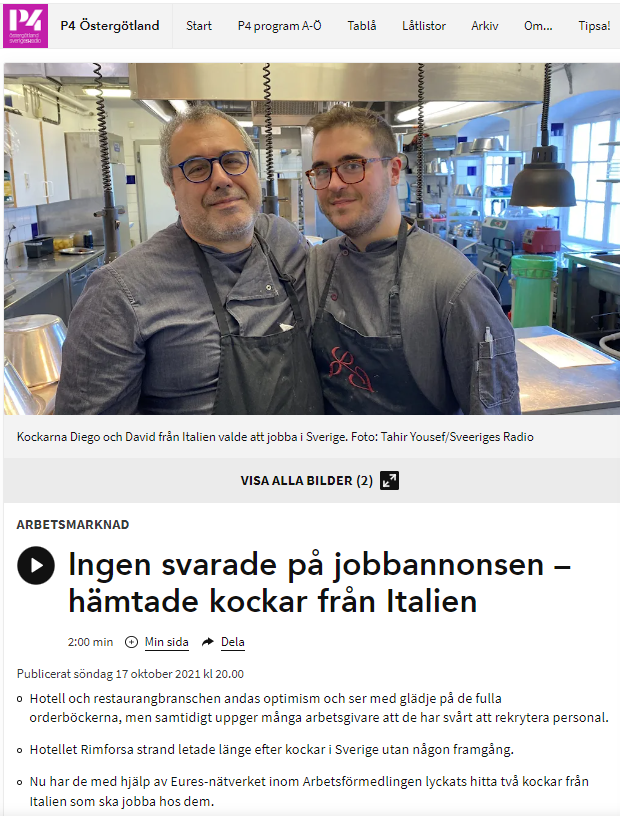 P4
östergötland
sverigesradio
P4 Östergötland
Start
P4 program A-Ö
Tablå
Låtlistor
Arkiv
Om...
Tipsa!
Kockarna Diego och David från Italien valde att jobba i Sverige. Foto: Tahir Yousef/Sveeriges Radio
VISA ALLA BILDER (2)
ARBETSMARKNAD
Ingen svarade på jobbannonsen –
hämtade kockar från Italien
2:00 min
Min sida
Dela
Publicerat söndag 17 oktober 2021 kl 20.00
Hotell och restaurangbranschen andas optimism och ser med glädje på de fulla
orderböckerna, men samtidigt uppger många arbetsgivare att de har svårt att rekrytera personal.
Hotellet Rimforsa strand letade länge efter kockar i Sverige utan någon framgång.
Nu har de med hjälp av Eures-nätverket inom Arbetsförmedlingen lyckats hitta två kockar från
Italien som ska jobba hos dem.